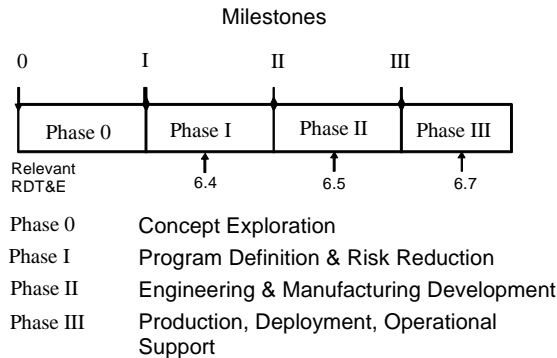 Milestones
0 I II III
Phase 0 Phase I Phase II Phase III
Relevant
RDT&E
6.4 6.5 6.7
Phase 0 Concept Exploration
Phase I Program Definition & Risk Reduction
Phase II Engineering & Manufacturing Development
Phase III Production, Deployment, Operational
Support